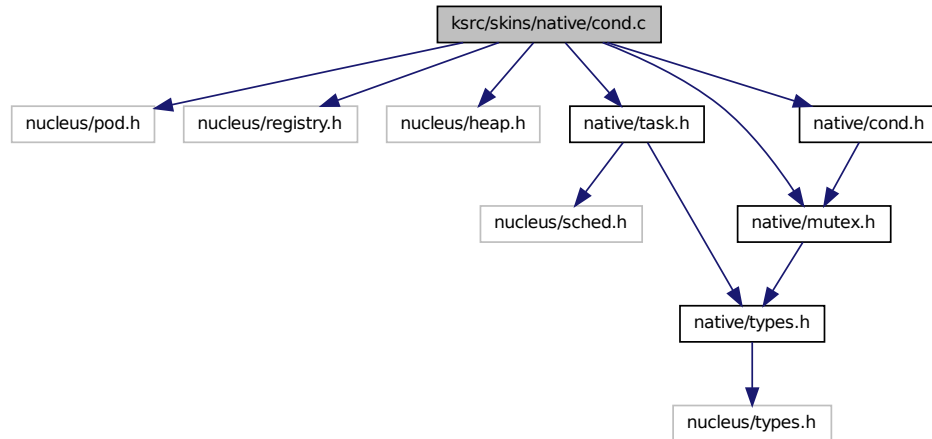 ksrc/skins/native/cond.c
nucleus/pod.h
nucleus/registry.h
nucleus/heap.h
native/task.h
native/cond.h
nucleus/sched.h
native/mutex.h
native/types.h
nucleus/types.h